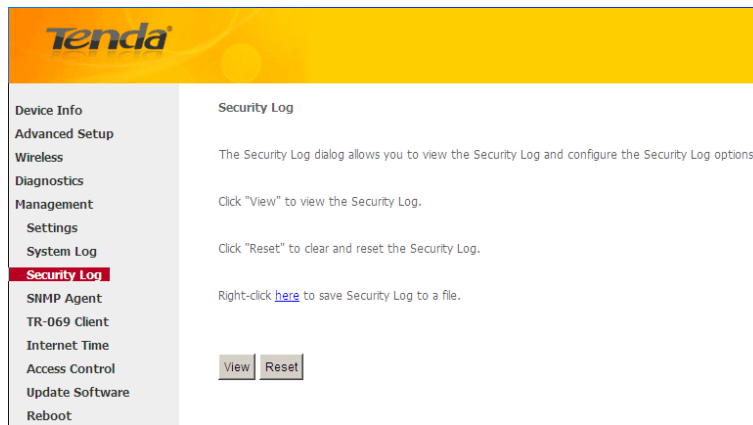 Tenda
Device Info
Advanced Setup
Wireless
Diagnostics
Management
Settings
System Log
Security Log
SNMP Agent
TR-069 Client
Internet Time
Access Control
Update Software
Reboot
Security Log
The Security Log dialog allows you to view the Security Log and configure the Security Log options
Click "View" to view the Security Log.
Click "Reset" to clear and reset the Security Log.
Right-click here to save Security Log to a file.
View Reset